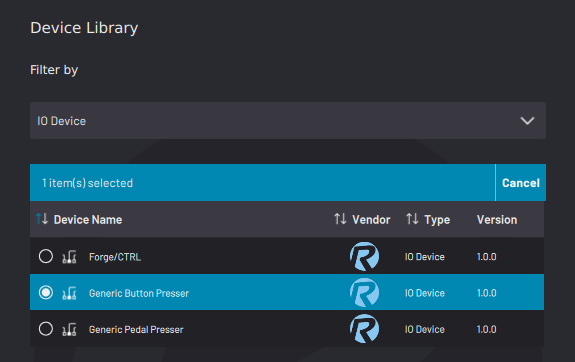 Device Library
Filter by
IO Device
1 item(s) selected Cancel
Device Name Vendor Type Version
Forge/CTRL IO Device 1.0.0
Generic Button Presser IO Device 1.0.0
Generic Pedal Presser IO Device 1.0.0